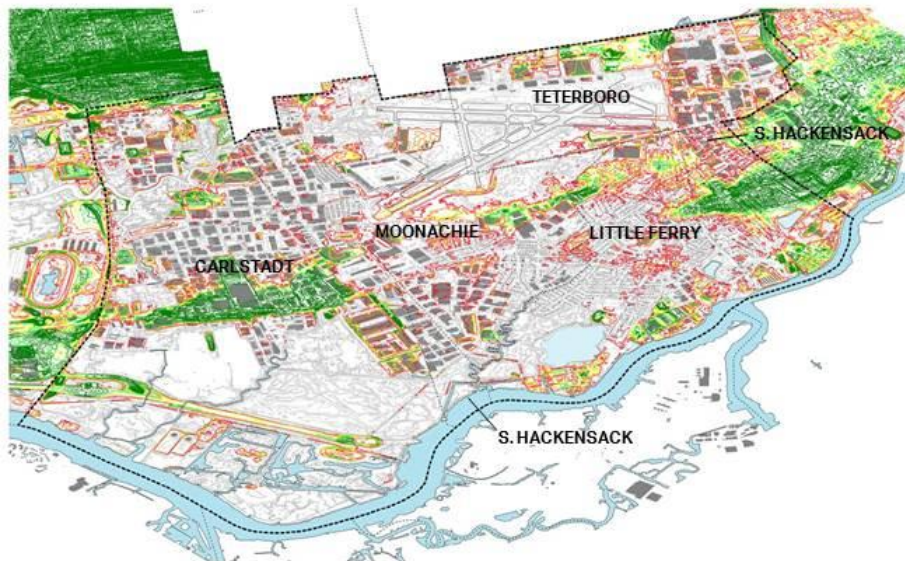 TETERBORO
S. HACKENSACK
MOONACHIE
LITTLE FERRY
CARLSTADT
S. HACKENSACK